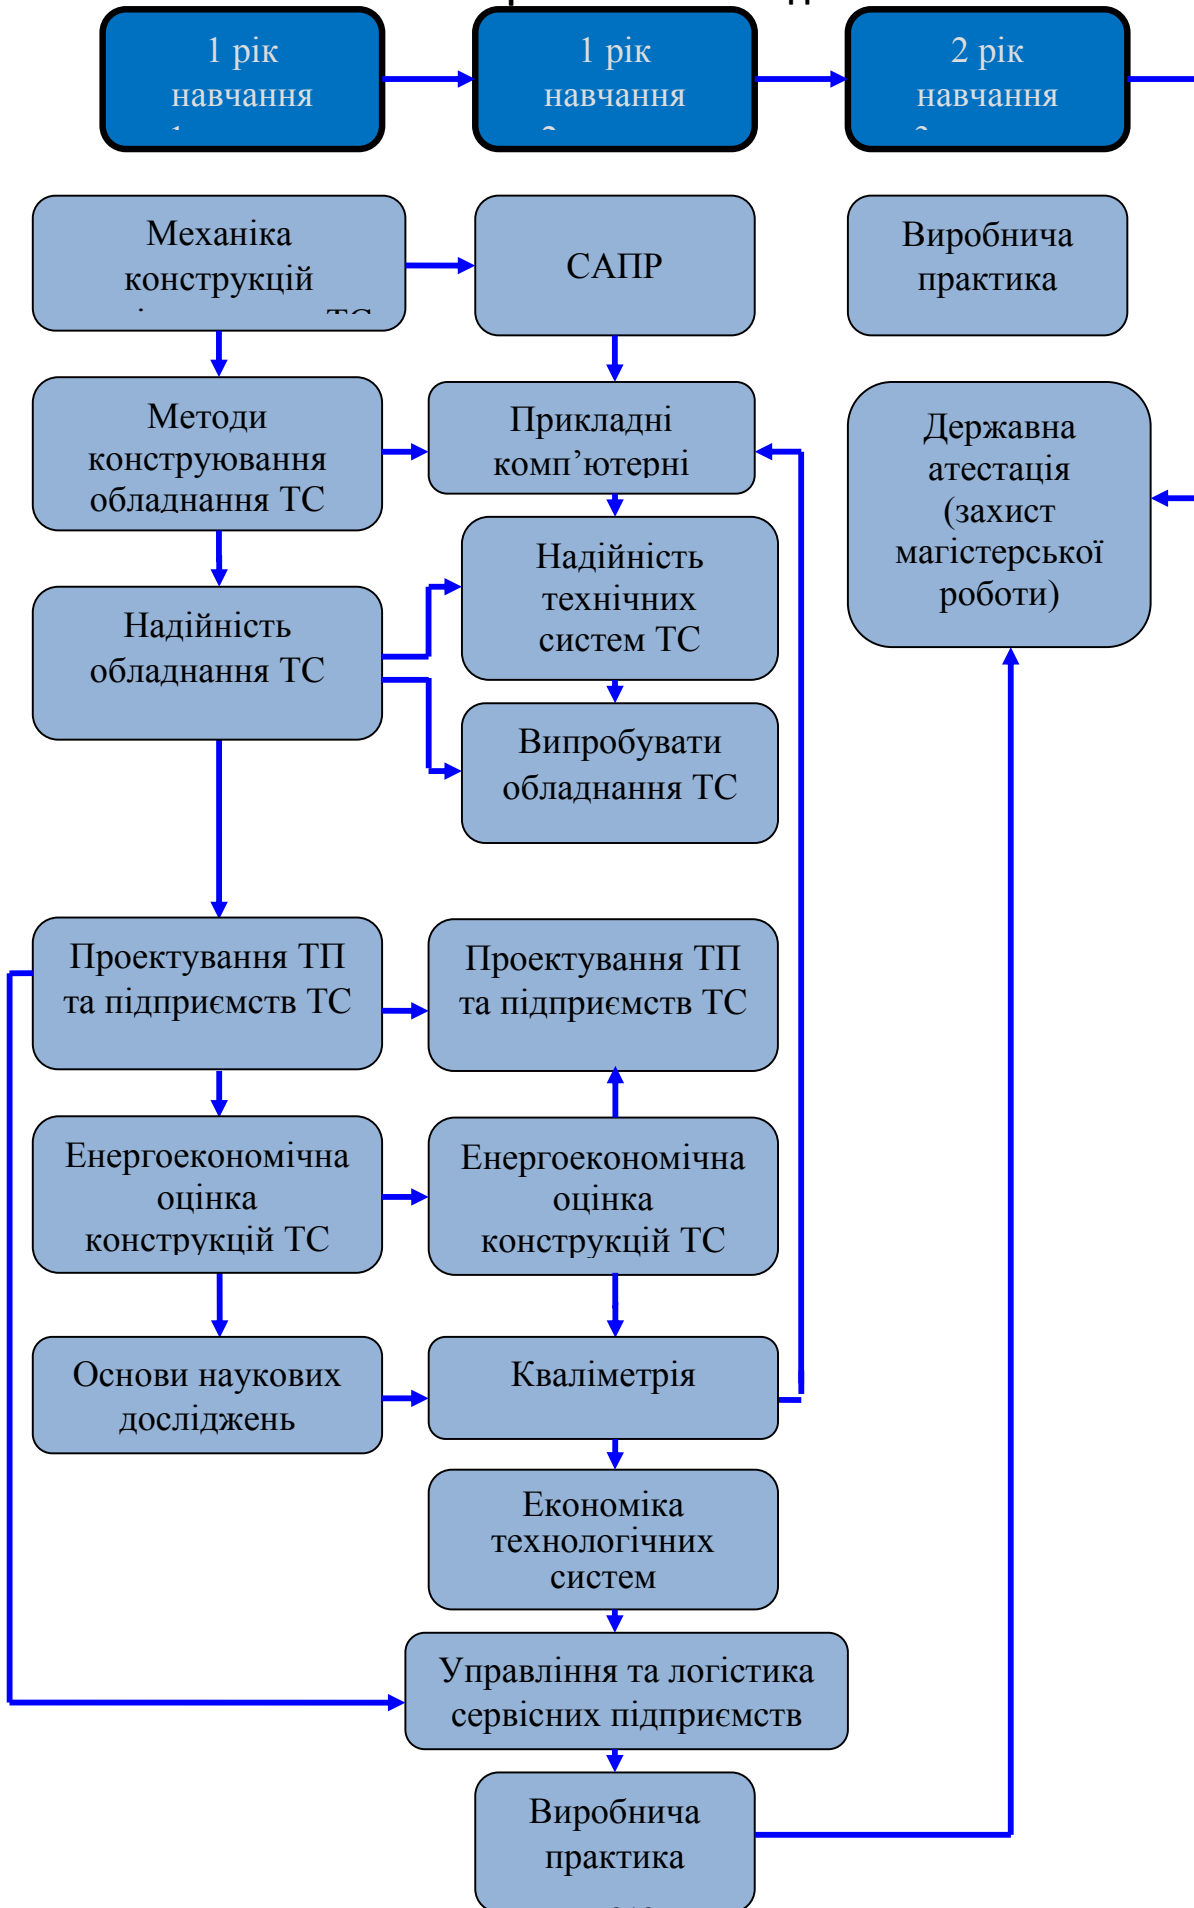 1 рік
навчання
1 рік
навчання
2 рік
навчання
Механіка
конструкцій
ТС
САПР
Виробнича
практика
Методи
конструювання
обладнання ТС
Прикладні
комп’ютерні
Державна
атестація
(захист
магістерської
роботи)
Надійність
обладнання ТС
Надійність
технічних
систем ТС
Випробувати
обладнання ТС
Проектування ТП
та підприємств ТС
Проектування ТП
та підприємств ТС
Енергоекономічна
оцінка
конструкцій ТС
Енергоекономічна
оцінка
конструкцій ТС
Основи наукових
досліджень
Кваліметрія
Економіка
технологічних
систем
Управління та логістика
сервісних підприємств
Виробнича
практика